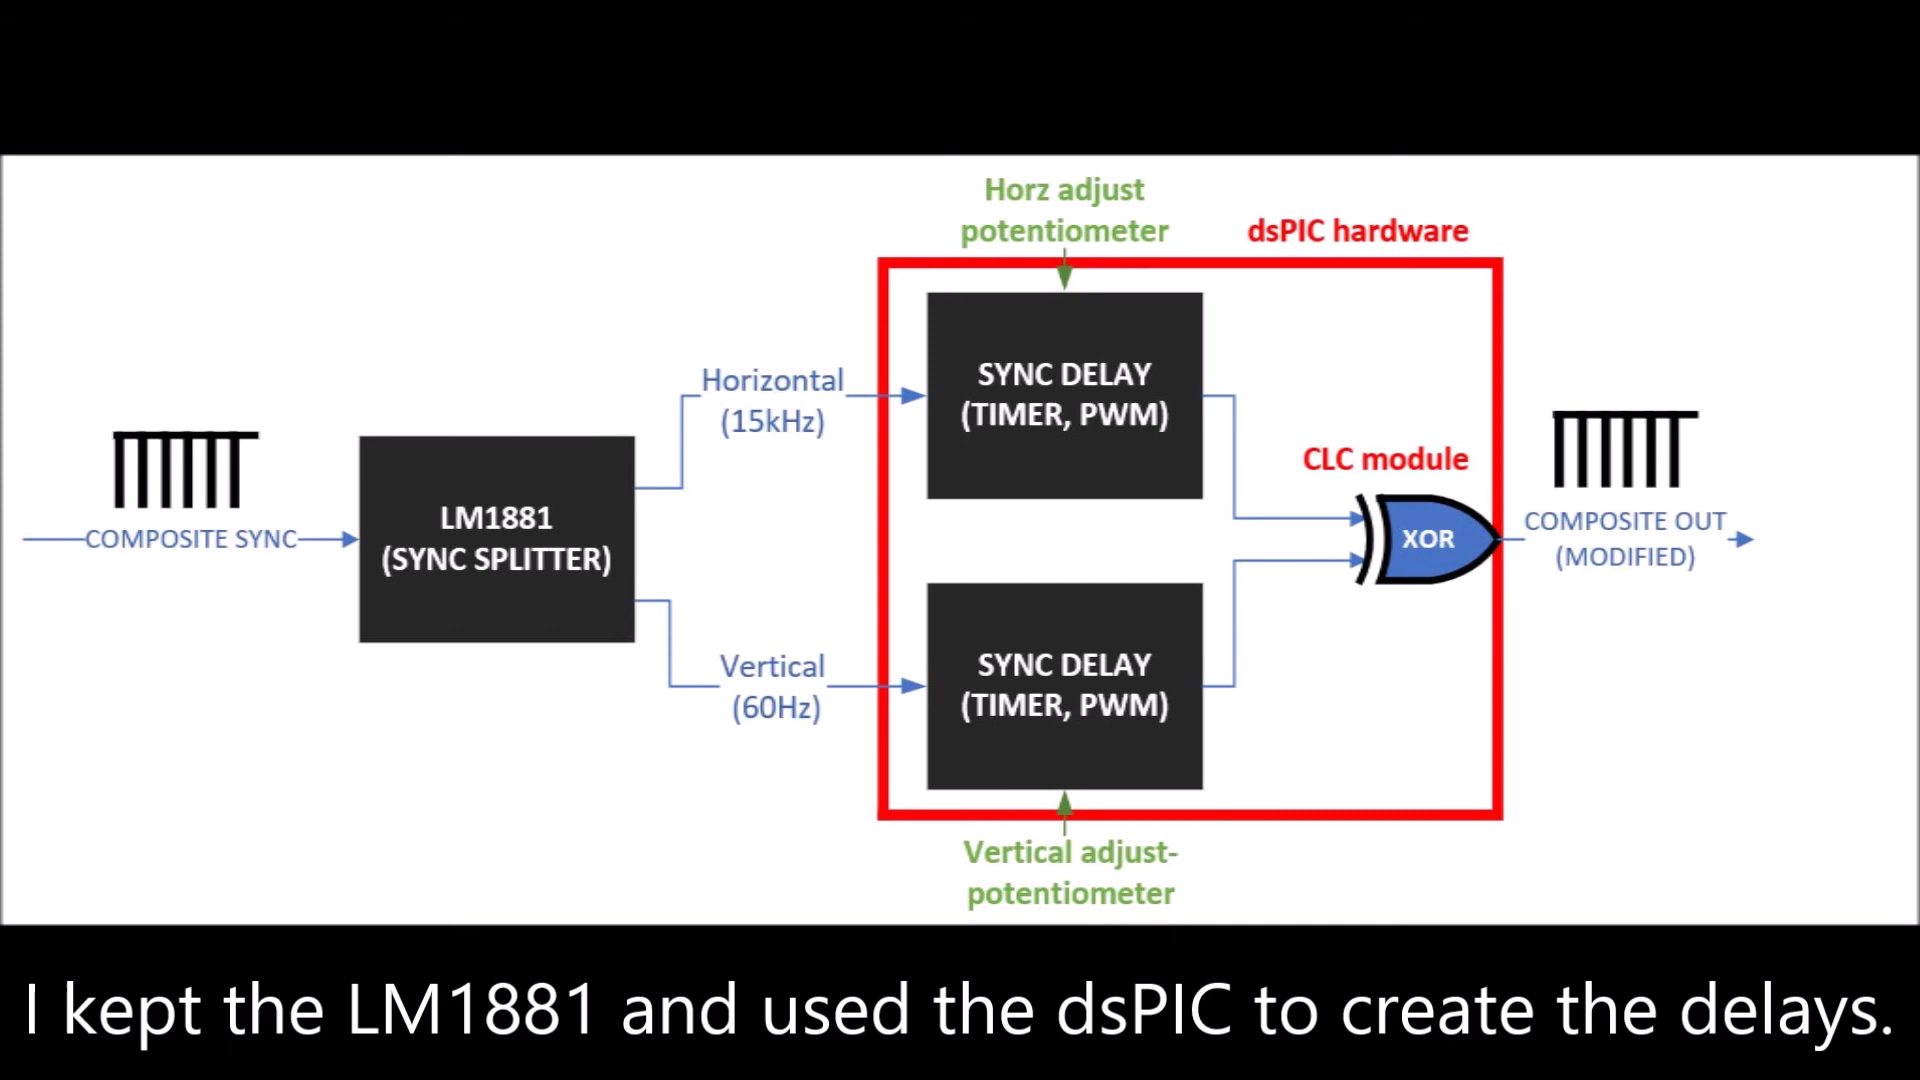 Horz adjust
potentiometer
dsPIC hardware
SYNC DELAY
(TIMER, PWM)
Horizontal
(15kHz)
CLC module
COMPOSITE SYNC
LM1881
(SYNC SPLITTER)
XOR
COMPOSITE OUT
(MODIFIED)
Vertical
(60Hz)
SYNC DELAY
(TIMER, PWM)
Vertical adjust-
potentiometer
I kept the LM1881 and used the dsPIC to create the delays.